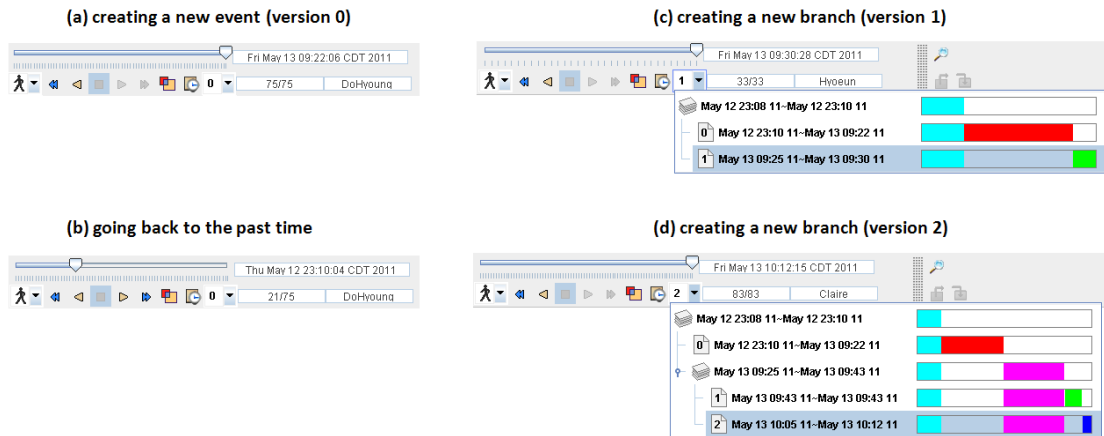 (a) creating a new event (version 0)
Fri May 13 09:22:06 CDT 2011
0
75/75
DoHyoung
(b) going back to the past time
Thu May 12 23:10:04 CDT 2011
0
21/75
DoHyoung
(c) creating a new branch (version 1)
Fri May 13 09:30:28 CDT 2011
1
33/33
Hyoeun
May 12 23:08 11~May 12 23:10 11
0 May 12 23:10 11~May 13 09:22 11
1 May 13 09:25 11~May 13 09:30 11
(d) creating a new branch (version 2)
Fri May 13 10:12:15 CDT 2011
2
83/83
Claire
May 12 23:08 11~May 12 23:10 11
0 May 12 23:10 11~May 13 09:22 11
May 13 09:25 11~May 13 09:43 11
1 May 13 09:43 11~May 13 09:43 11
2 May 13 10:05 11~May 13 10:12 11